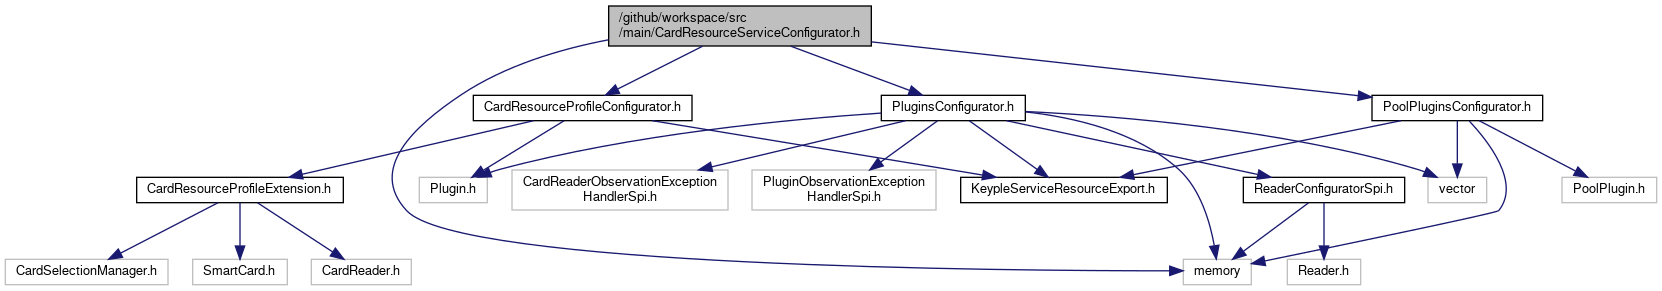 /github/workspace/src
/main/CardResourceServiceConfigurator.h
CardResourceProfileConfigurator.h
PluginsConfigurator.h
PoolPluginsConfigurator.h
CardResourceProfileExtension.h
Plugin.h
CardReaderObservationException
HandlerSpi.h
PluginObservationException
HandlerSpi.h
KeypleServiceResourceExport.h
ReaderConfiguratorSpi.h
vector
PoolPlugin.h
CardSelectionManager.h
SmartCard.h
CardReader.h
memory
Reader.h